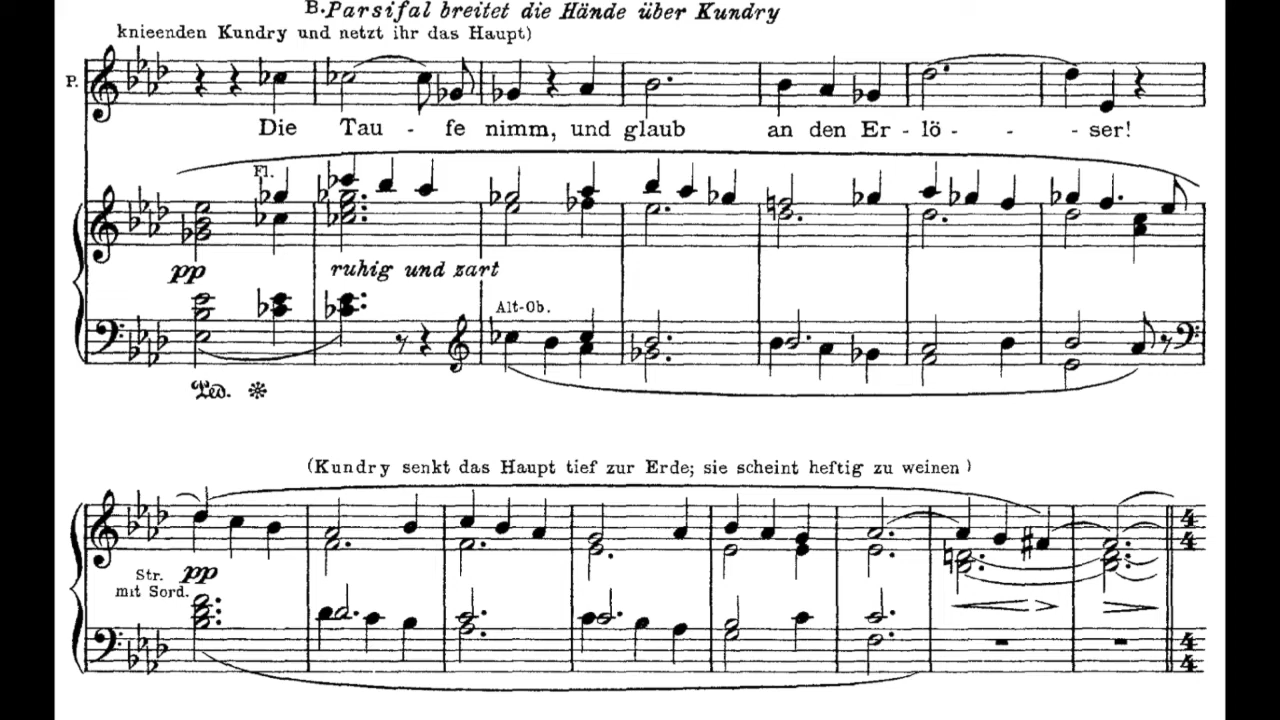 B. Parsifal breitet die Hände über Kundry
knieenden Kundry und netzt ihr das Haupt)
P.
Die Tau - fe nimm, und glaub an den Er - lö - - - ser!
Fl.
pp
ruhig und zart
Alt-Ob.
Ped.
(Kundry senkt das Haupt tief zur Erde; sie scheint heftig zu weinen)
4
4
Str.
mit Sord.
pp
4
4